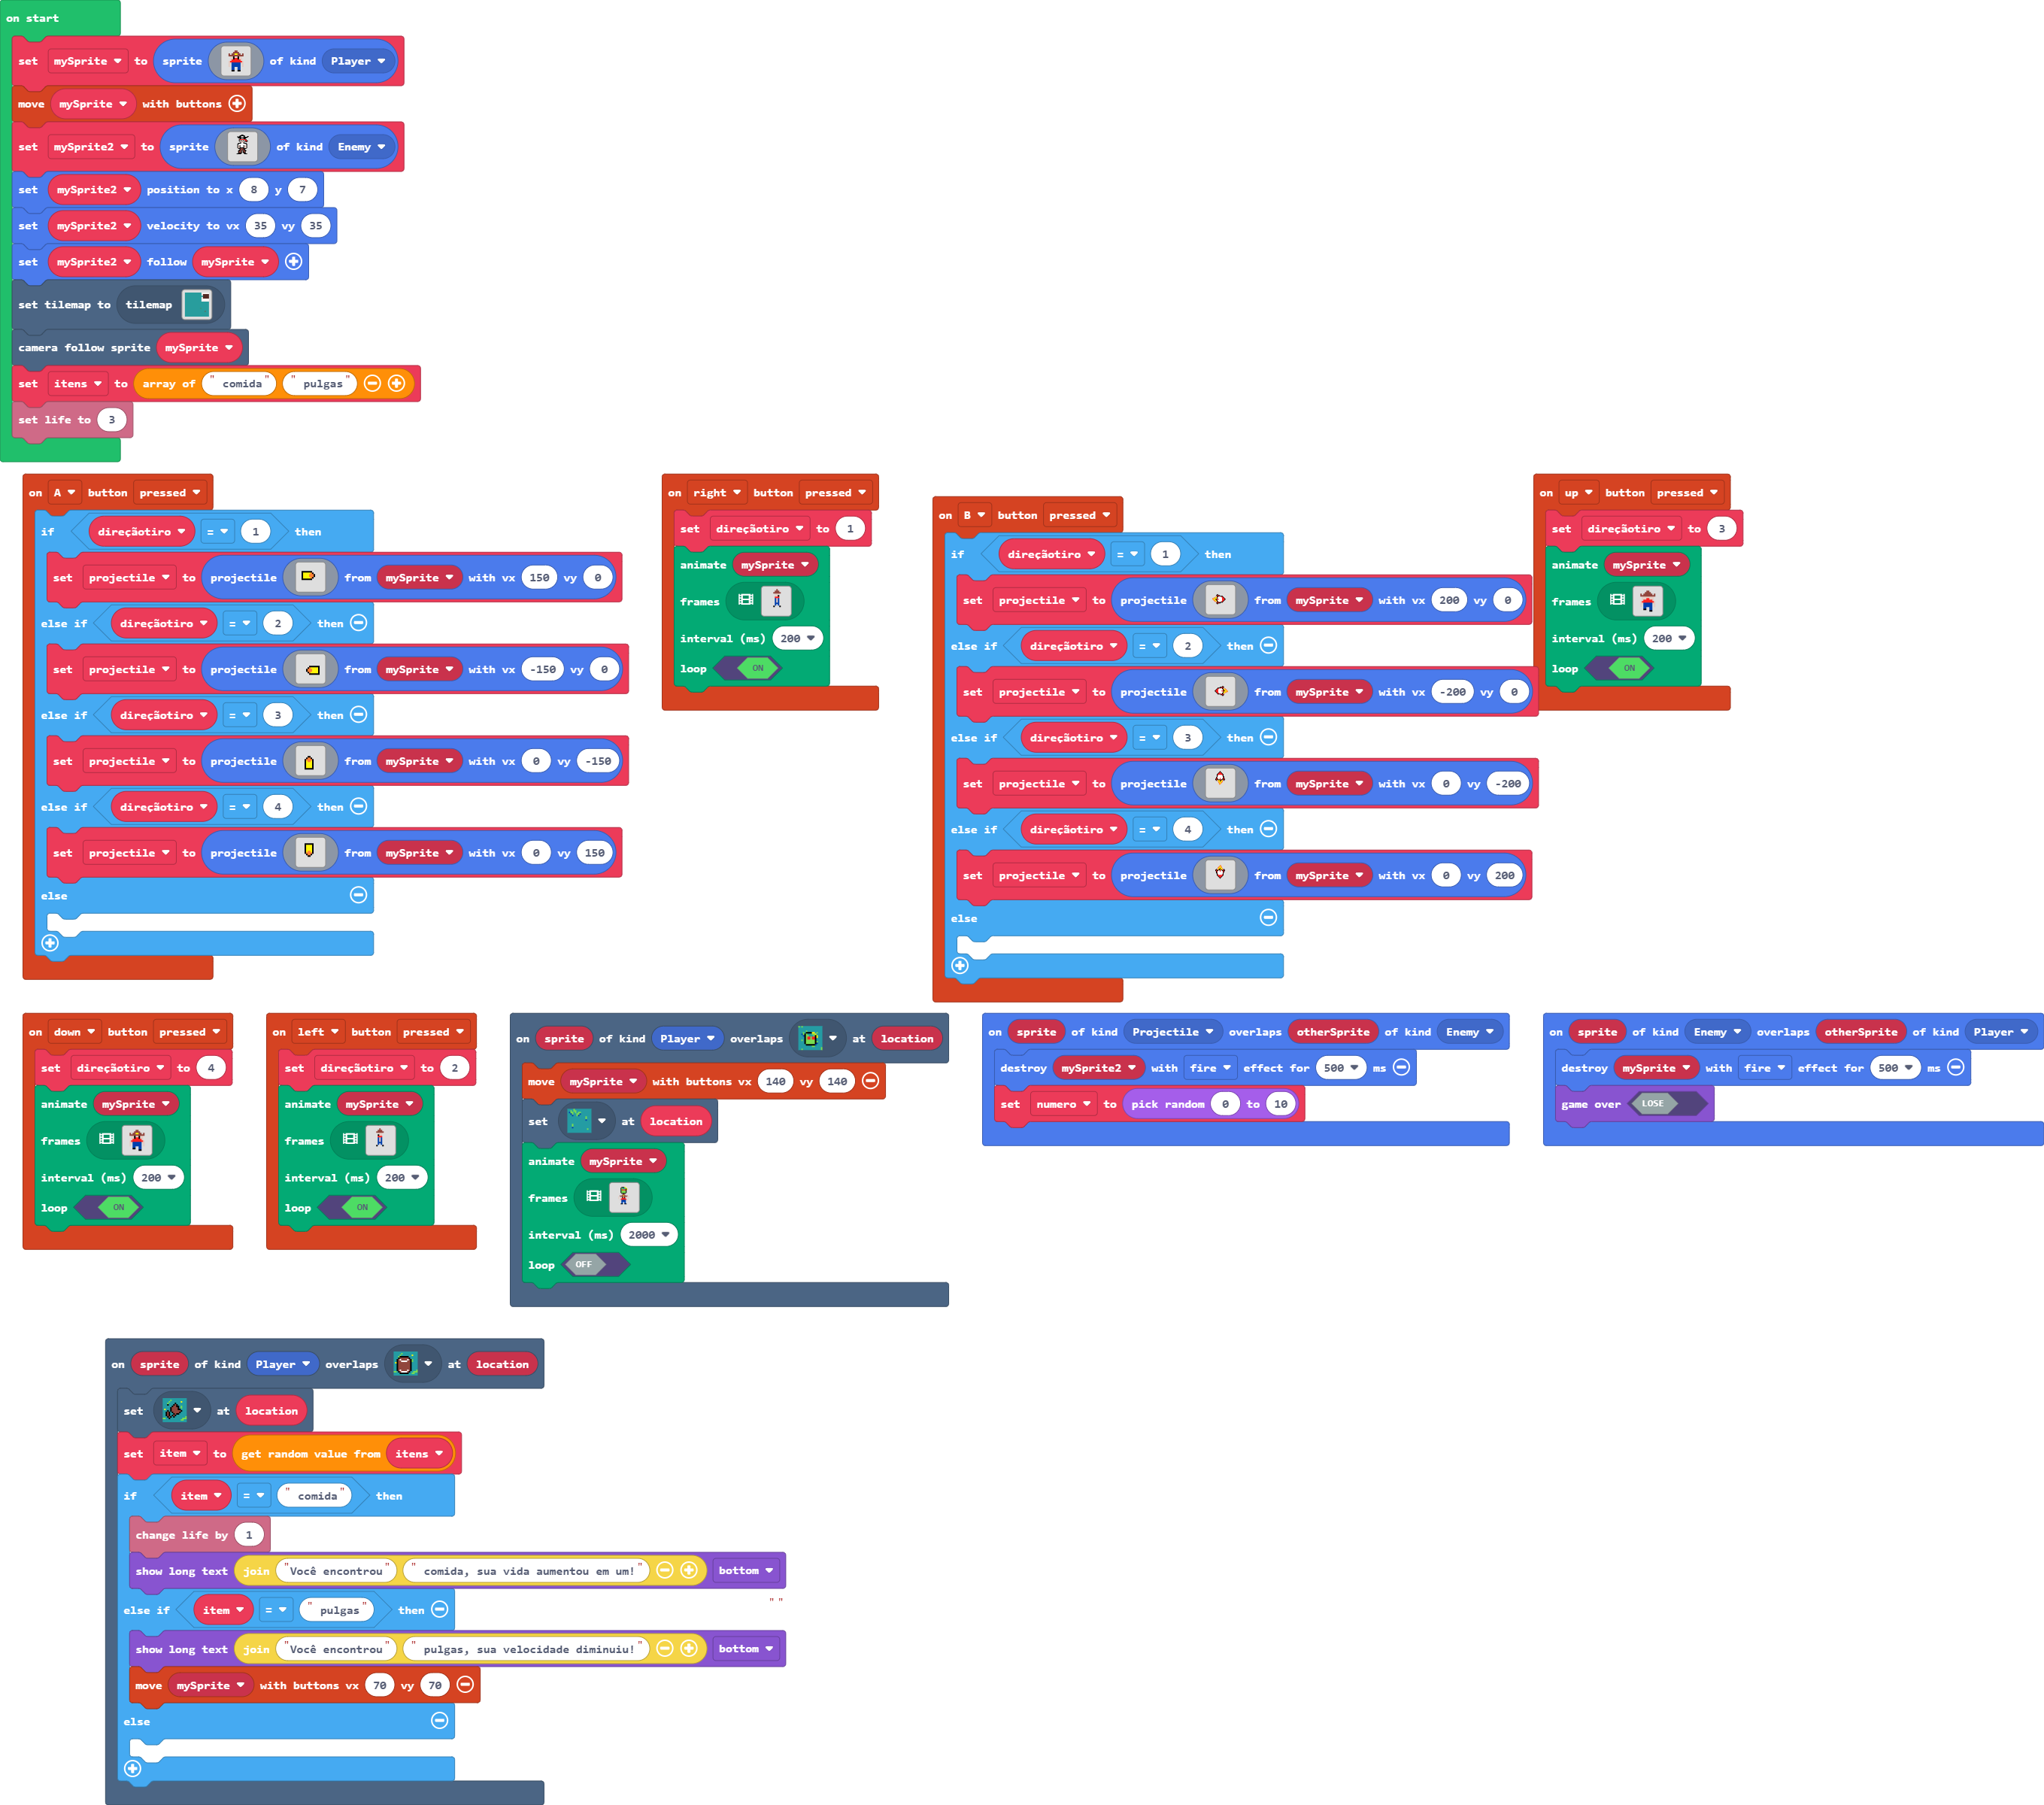 on start
set mySprite to sprite of kind Player
move mySprite with buttons
set mySprite2 to sprite of kind Enemy
set mySprite2 position to x 8 y 7
set mySprite2 velocity to vx 35 vy 35
set mySprite2 follow mySprite
set tilemap to tilemap
camera follow sprite mySprite
set itens to array of " comida" " pulgas"
set life to 3
on A button pressed
if direçãotiro = 1 then
set projectile to projectile from mySprite with vx 150 vy 0
else if direçãotiro = 2 then
set projectile to projectile from mySprite with vx -150 vy 0
else if direçãotiro = 3 then
set projectile to projectile from mySprite with vx 0 vy -150
else if direçãotiro = 4 then
set projectile to projectile from mySprite with vx 0 vy 150
else
on right button pressed
set direçãotiro to 1
animate mySprite
frames
interval (ms) 200
loop ON
on B button pressed
if direçãotiro = 1 then
set projectile to projectile from mySprite with vx 200 vy 0
else if direçãotiro = 2 then
set projectile to projectile from mySprite with vx -200 vy 0
else if direçãotiro = 3 then
set projectile to projectile from mySprite with vx 0 vy -200
else if direçãotiro = 4 then
set projectile to projectile from mySprite with vx 0 vy 200
else
on up button pressed
set direçãotiro to 3
animate mySprite
frames
interval (ms) 200
loop ON
on down button pressed
set direçãotiro to 4
animate mySprite
frames
interval (ms) 200
loop ON
on left button pressed
set direçãotiro to 2
animate mySprite
frames
interval (ms) 200
loop ON
on sprite of kind Player overlaps at location
move mySprite with buttons vx 140 vy 140
set at location
animate mySprite
frames
interval (ms) 2000
loop OFF
on sprite of kind Projectile overlaps otherSprite of kind Enemy
destroy mySprite2 with fire effect for 500 ms
set numero to pick random 0 to 10
on sprite of kind Enemy overlaps otherSprite of kind Player
destroy mySprite with fire effect for 500 ms
game over LOSE
on sprite of kind Player overlaps at location
set at location
set item to get random value from itens
if item = " comida" then
change life by 1
show long text join "Você encontrou" " comida, sua vida aumentou em um!" bottom
else if item = " pulgas" then
" "
show long text join "Você encontrou" " pulgas, sua velocidade diminuiu!" bottom
move mySprite with buttons vx 70 vy 70
else